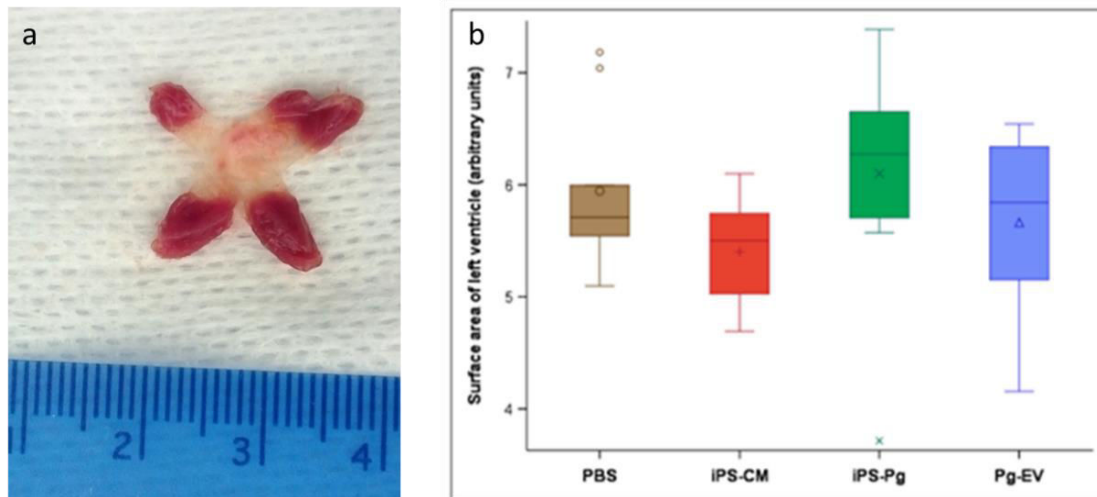 a
2 3 4
b
Surface area of left ventricle (arbitrary units)
7
6
5
4
PBS iPS-CM iPS-Pg Pg-EV